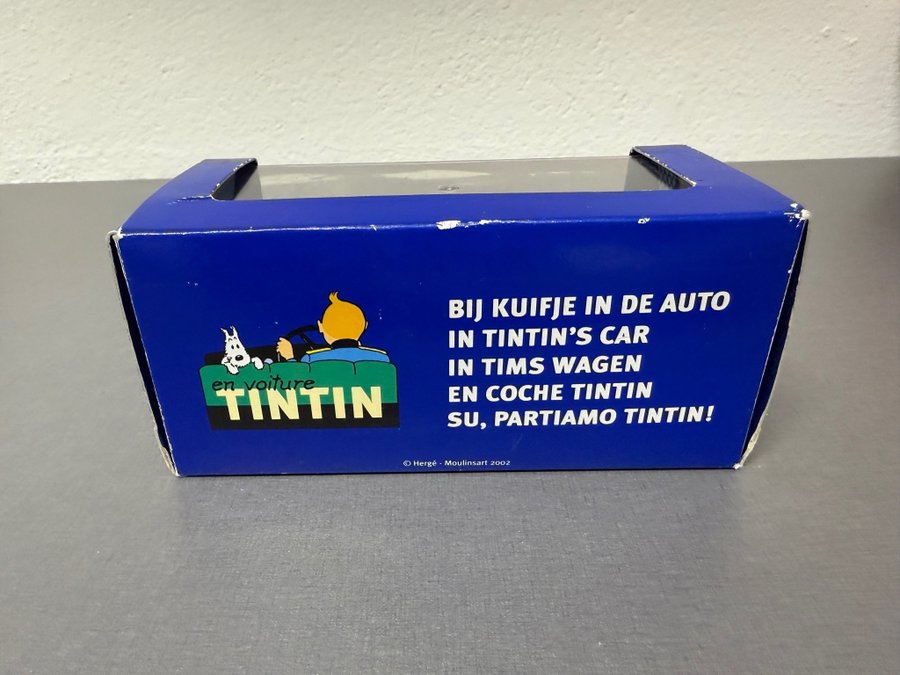 en voiture
TINTIN
BIJ KUIFJE IN DE AUTO
IN TINTIN'S CAR
IN TIMS WAGEN
EN COCHE TINTIN
SU, PARTIAMO TINTIN!
© Hergé - Moulinsart 2002